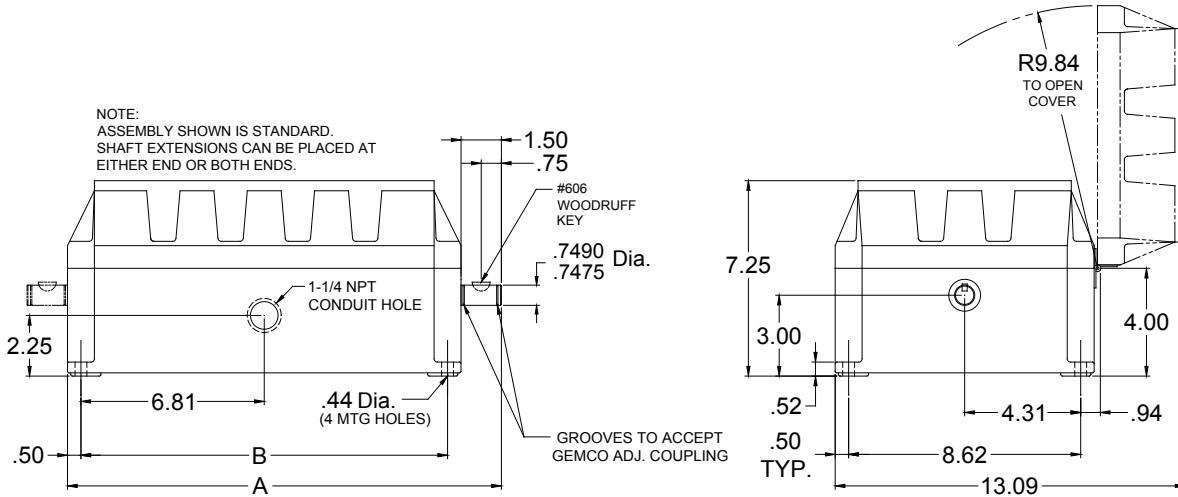 NOTE:
ASSEMBLY SHOWN IS STANDARD.
SHAFT EXTENSIONS CAN BE PLACED AT
EITHER END OR BOTH ENDS.
1.50
.75
#606
WOODRUFF
KEY
.7490
.7475 Dia.
1-1/4 NPT
CONDUIT HOLE
2.25
6.81
.44 Dia.
(4 MTG HOLES)
.50
B
A
GROOVES TO ACCEPT
GEMCO ADJ. COUPLING
R9.84
TO OPEN
COVER
7.25
3.00
4.00
.52
4.31
.94
.50
TYP.
8.62
13.09